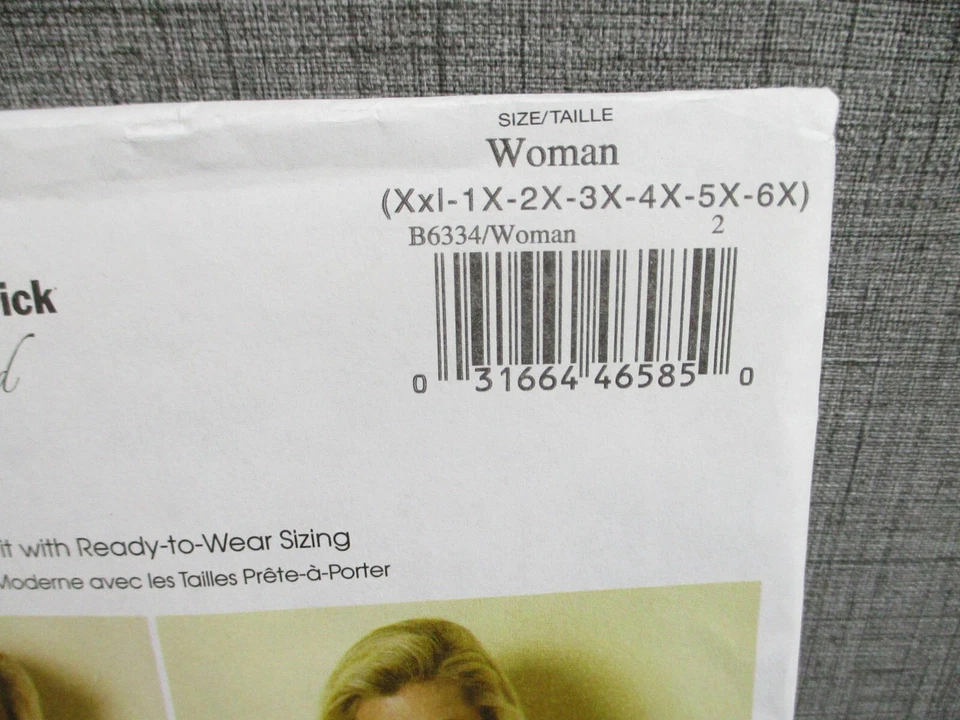 SIZE/TAILLE
Woman
(Xxl-1X-2X-3X-4X-5X-6X)
B6334/Woman 2
ick
d
0 31664 46585 0
it with Ready-to-Wear Sizing
Moderne avec les Tailles Prête-à-Porter